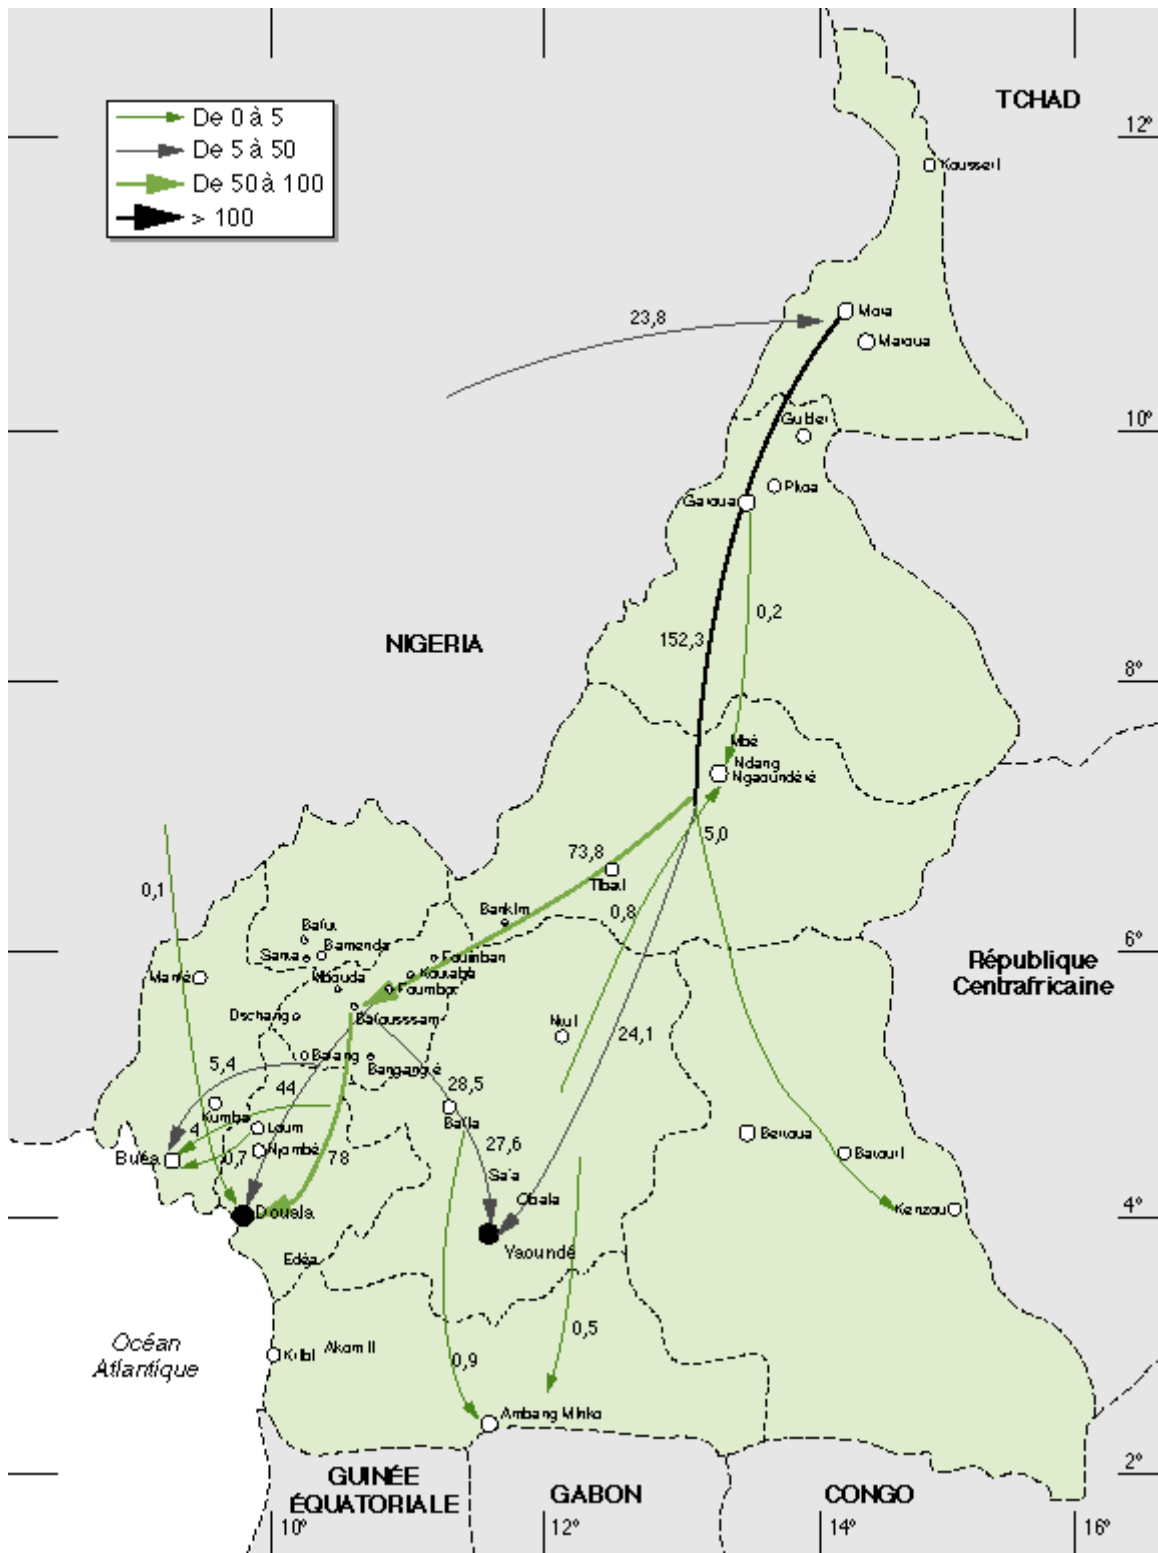 TCHAD
De 0 à 5
De 5 à 50
De 50 à 100
> 100
12°
Kousseri
23,8
Mora
Maroua
10°
Guider
Pitoa
Garoua
0,2
152,3
NIGERIA
8°
Mbé
Ndang
Ngaoundéré
5,0
73,8
Tibati
0,1
0,8
Bankim
Bafut
Bamenda
Santa
Foumban
6°
République
Centrafricaine
Mamfé
Mbouda
Kouabé
Foumbot
Dschang
Bafousssam
Nkul
24,1
Bafang
Bangangté
5,4
44
28,5
Kumba
Bafia
4
Loum
Bertoua
Buéa
Njombé
0,7
78
27,6
Batouri
Sa'a
Obala
Kenzou
4°
Douala
Yaoundé
Edéa
0,5
Océan
Atlantique
Kribi
Akom II
0,9
Ambang Minko
2°
GUINÉE
ÉQUATORIALE
GABON
CONGO
10°
12°
14°
16°